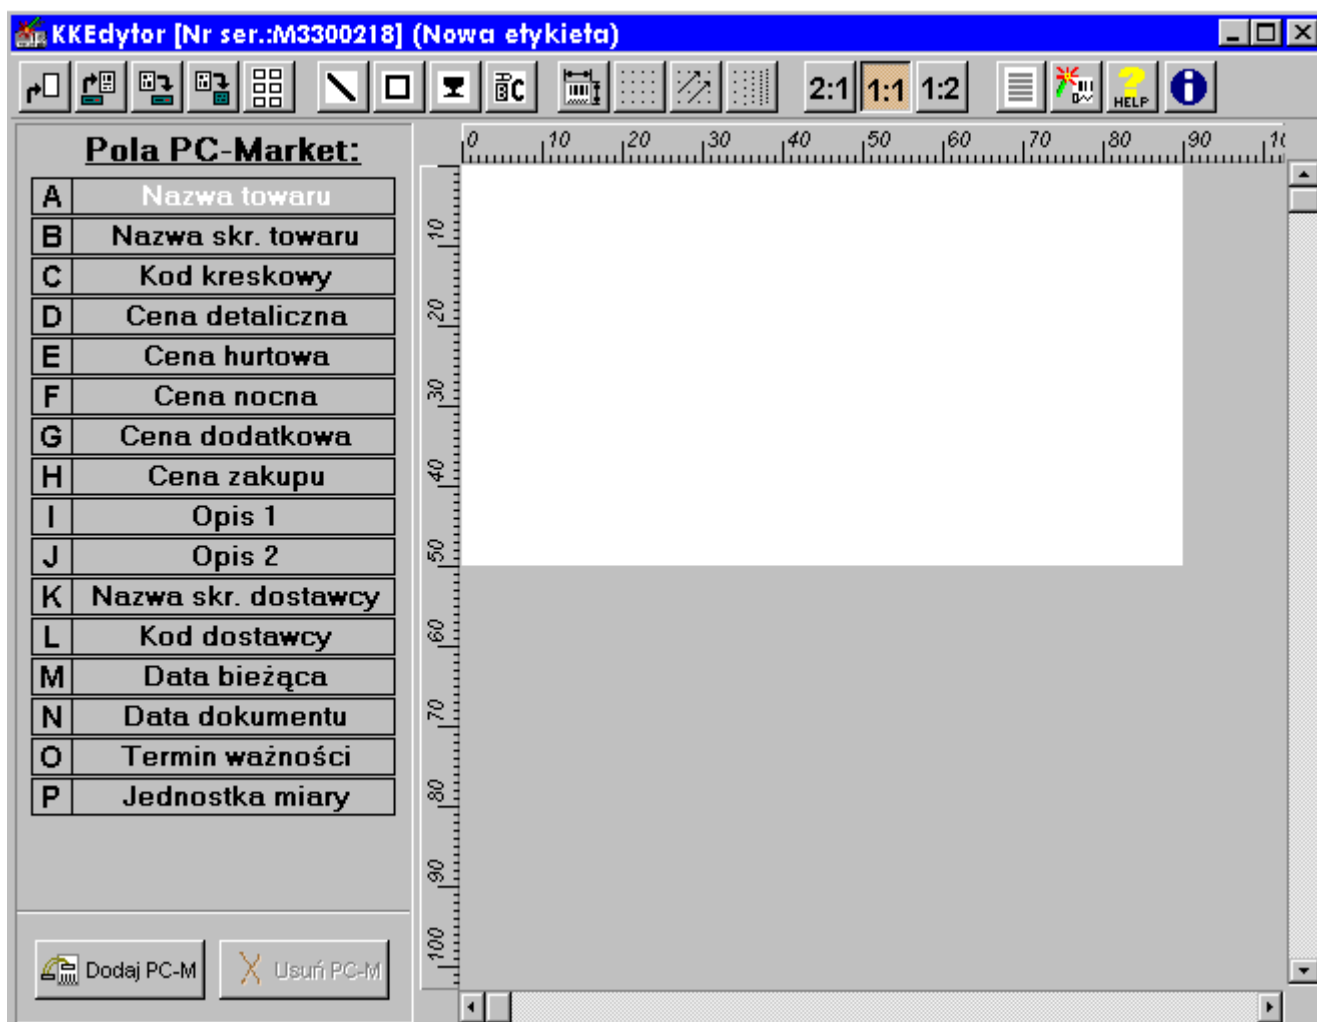 KKEdytor [Nr ser.:M3300218] (Nowa etykieta)
BC 2:1 1:1 1:2 HELP
Pola PC-Market:
A Nazwa towaru
B Nazwa skr. towaru
C Kod kreskowy
D Cena detaliczna
E Cena hurtowa
F Cena nocna
G Cena dodatkowa
H Cena zakupu
I Opis 1
J Opis 2
K Nazwa skr. dostawcy
L Kod dostawcy
M Data bieżąca
N Data dokumentu
O Termin ważności
P Jednostka miary
Dodaj PC-M Usuń PC-M
0 10 20 30 40 50 60 70 80 90
10
20
30
40
50
60
70
80
90
100